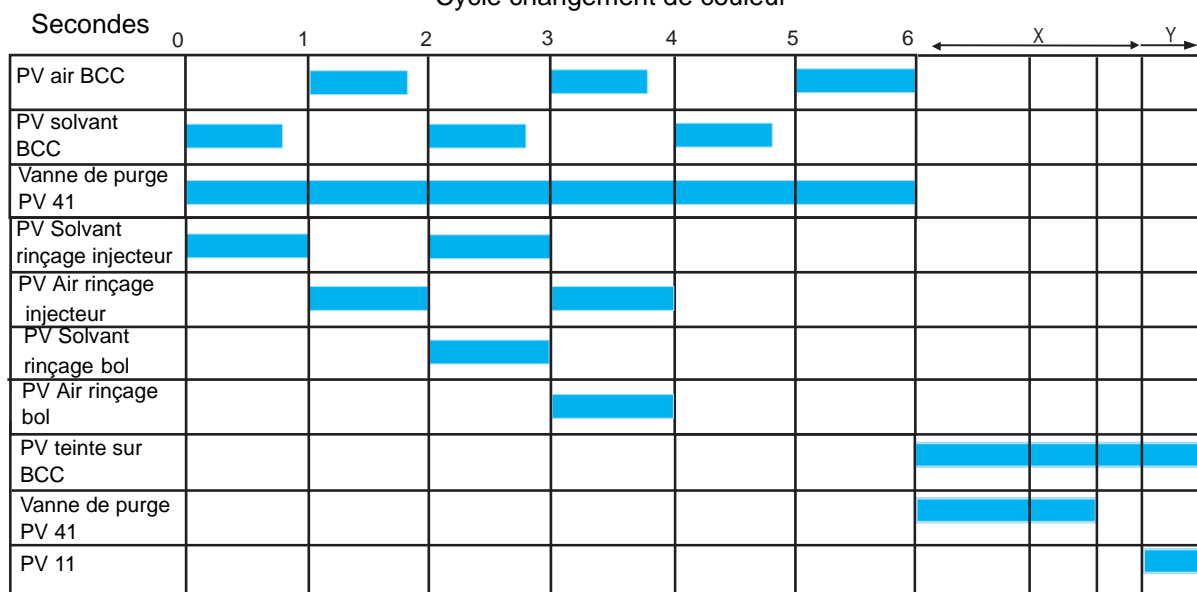 Cycle changement de couleur
Secondes
0 1 2 3 4 5 6 X Y
PV air BCC
PV solvant
BCC
Vanne de purge
PV 41
PV Solvant
rinçage injecteur
PV Air rinçage
injecteur
PV Solvant
rinçage bol
PV Air rinçage
bol
PV teinte sur
BCC
Vanne de purge
PV 41
PV 11